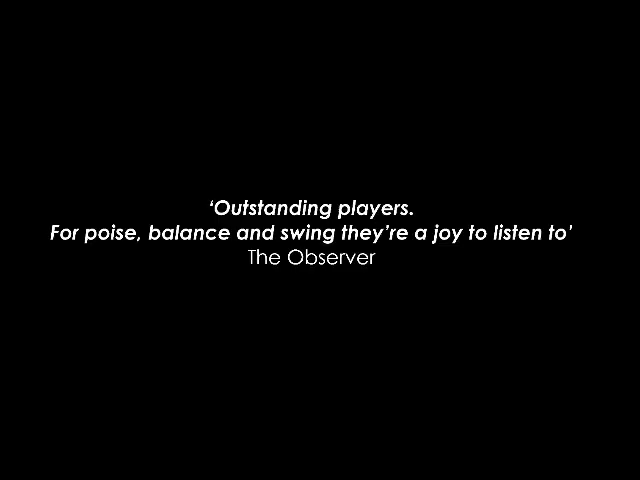 ‘Outstanding players.
For poise, balance and swing they’re a joy to listen to’
The Observer